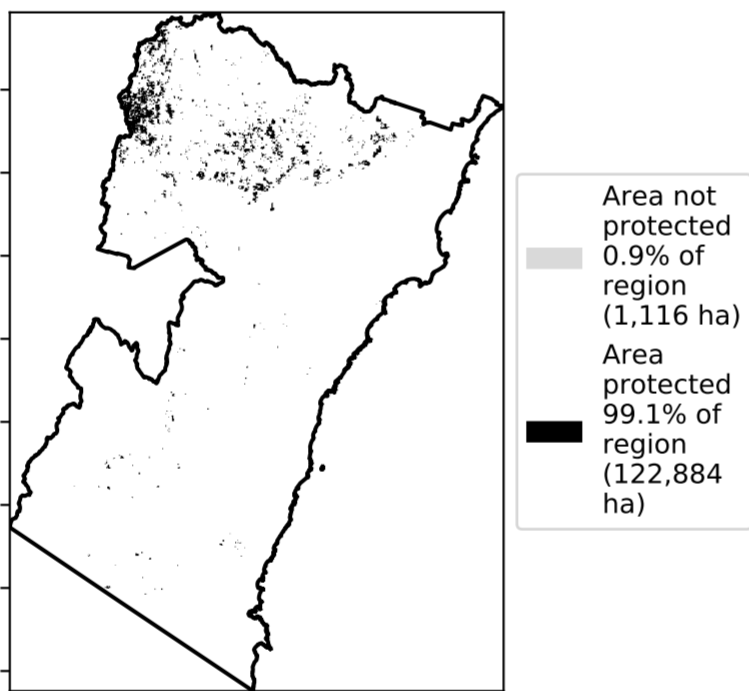 Area not
protected
0.9% of
region
(1,116 ha)
Area
protected
99.1% of
region
(122,884
ha)